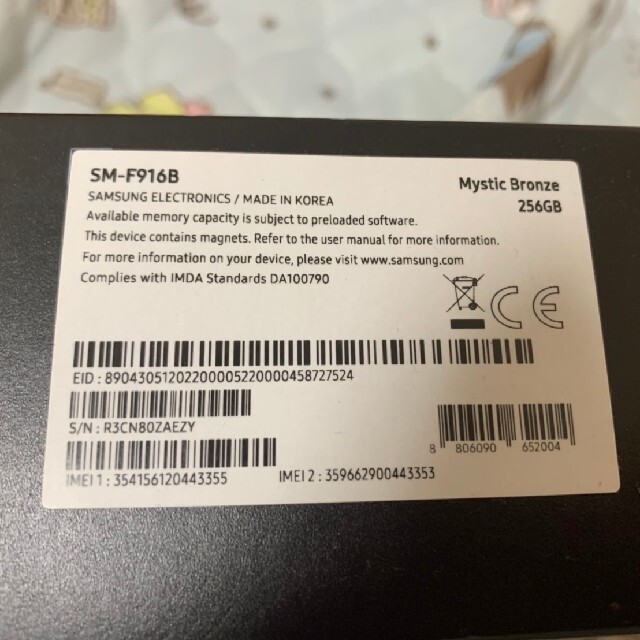 SM-F916B
Mystic Bronze
256GB
SAMSUNG ELECTRONICS / MADE IN KOREA
Available memory capacity is subject to preloaded software.
This device contains magnets. Refer to the user manual for more information.
For more information on your device, please visit www.samsung.com
Complies with IMDA Standards DA100790
CE
EID : 89043051202200005220000458727524
S/N : R3CN80ZAEZY
8 806090 652004
IMEI 1 : 354156120443355
IMEI 2 : 359662900443353